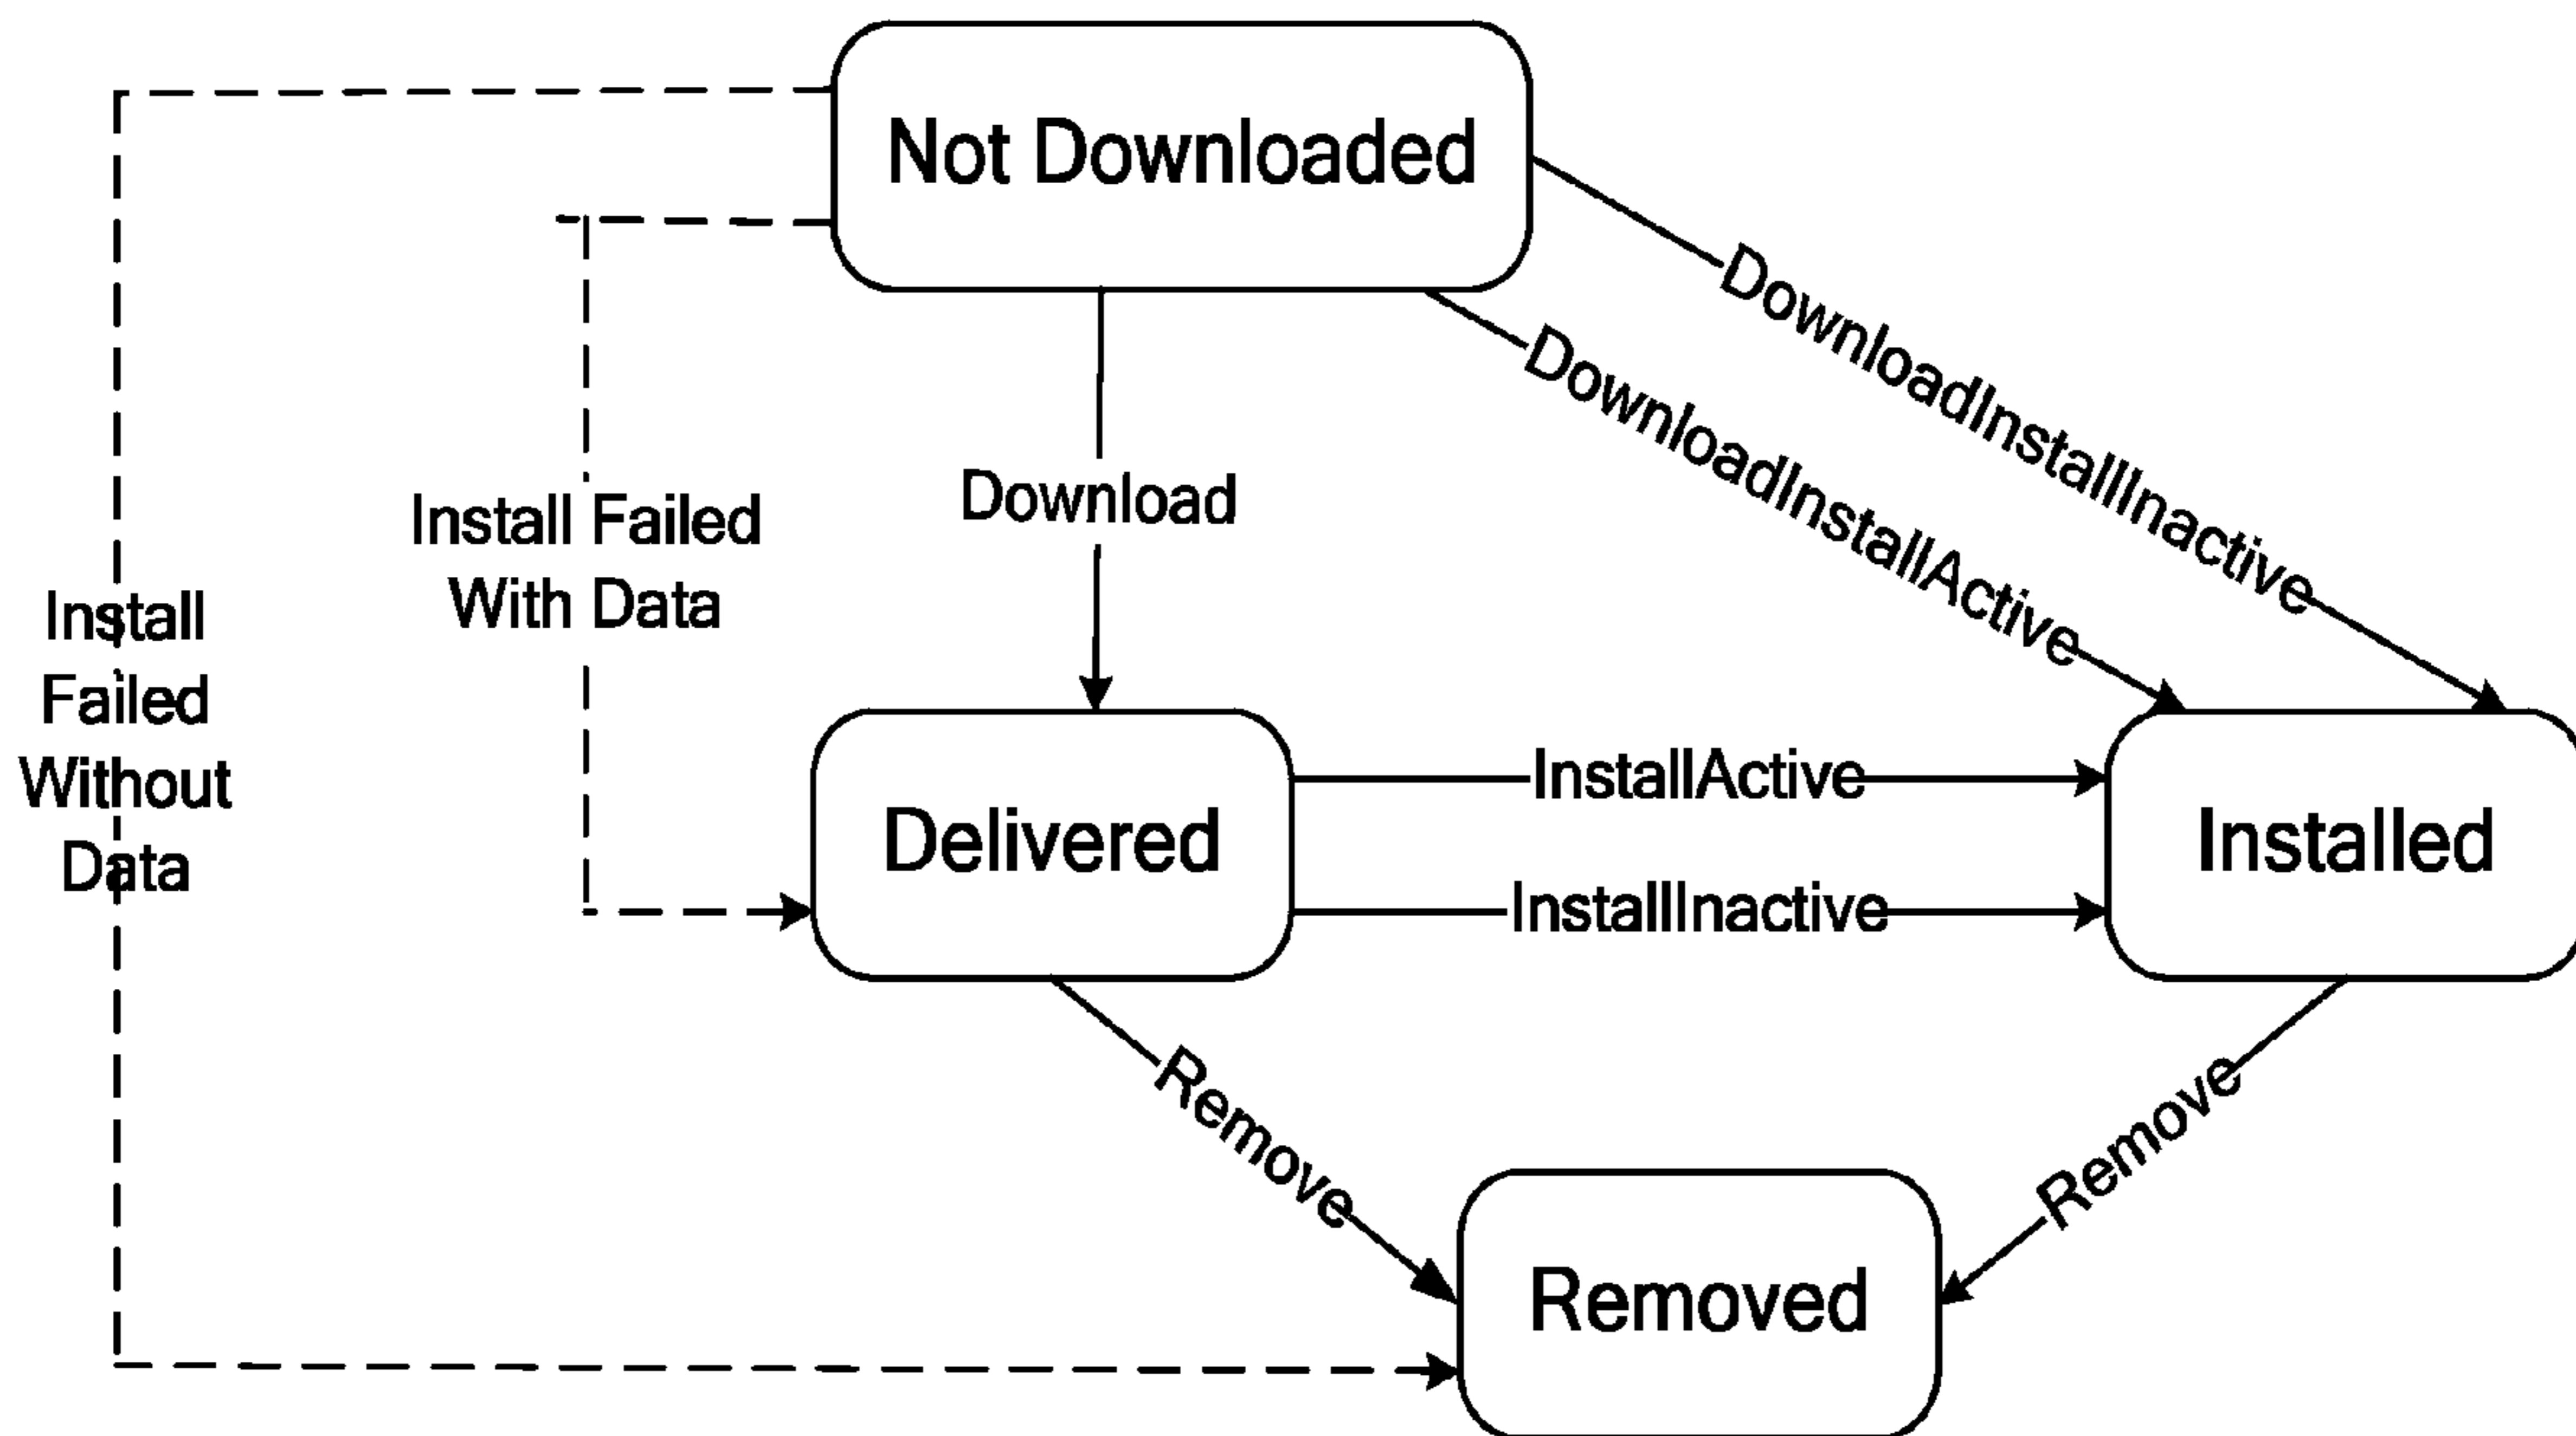 Not Downloaded
DownloadInstallInactive
DownloadInstallActive
Download
Install Failed
With Data
Install
Failed
Without
Data
InstallActive
Delivered
Installed
InstallInactive
Remove
Remove
Removed